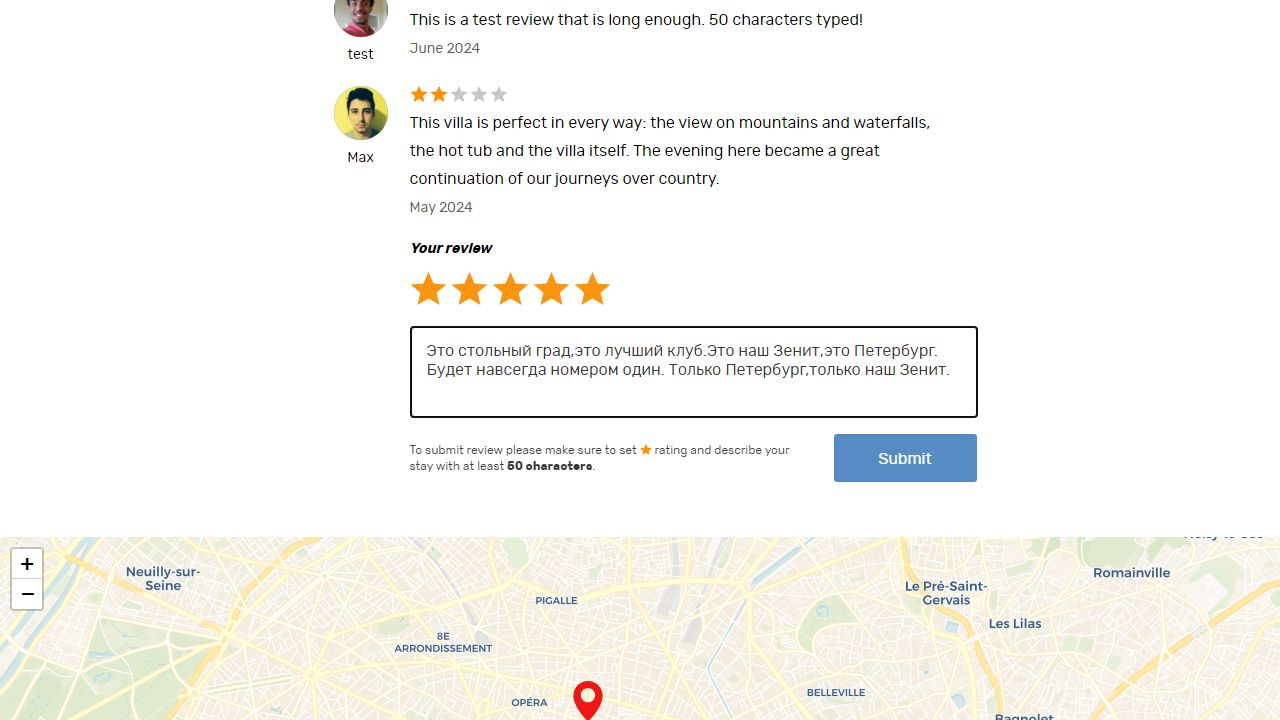 This is a test review that is long enough. 50 characters typed!
test
June 2024
This villa is perfect in every way: the view on mountains and waterfalls,
the hot tub and the villa itself. The evening here became a great
continuation of our journeys over country.
Max
May 2024
Your review
Это стольный град,это лучший клуб.Это наш Зенит,это Петербург.
Будет навсегда номером один. Только Петербург,только наш Зенит.
To submit review please make sure to set rating and describe your
stay with at least 50 characters.
Submit
+
−
Neuilly-sur-
Seine
PIGALLE
8E
ARRONDISSEMENT
OPÉRA
Le Pré-Saint-
Gervais
Romainville
Les Lilas
BELLEVILLE
Bagnolet